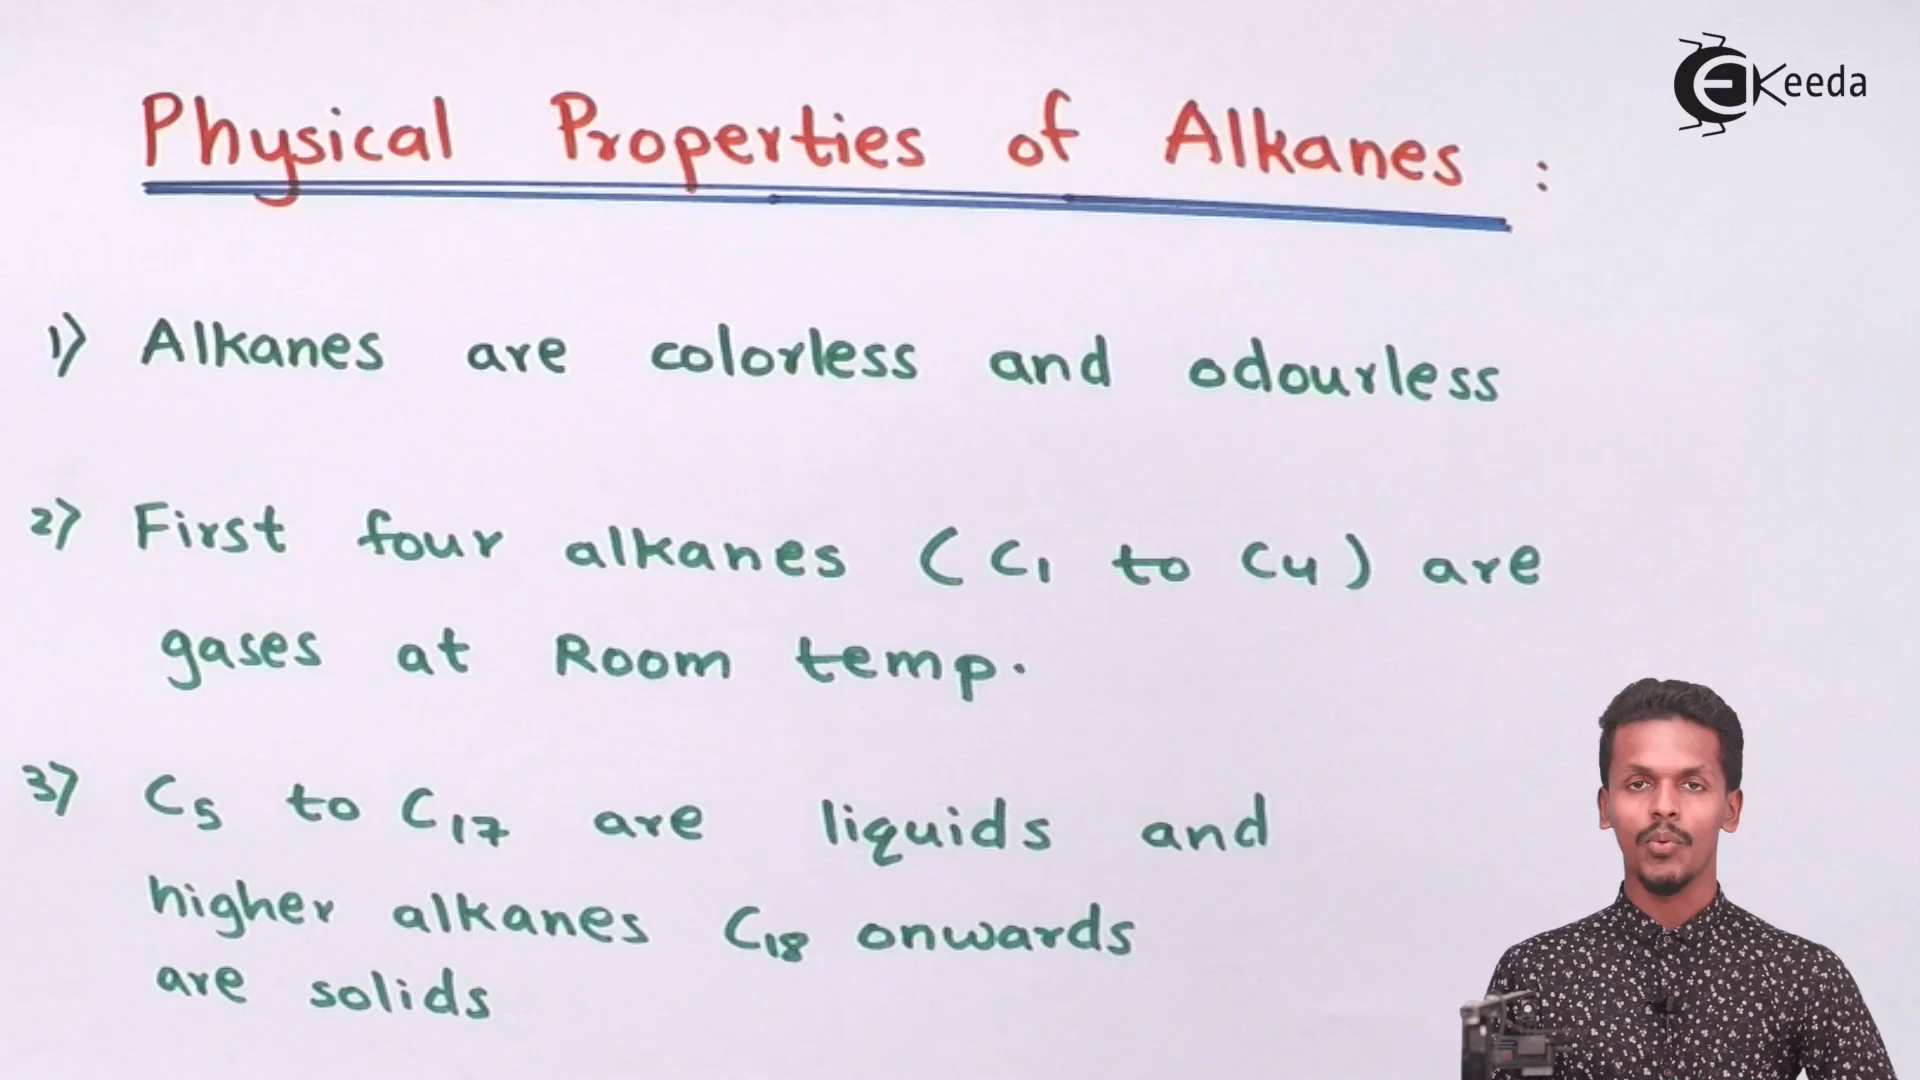 EKeeda
Physical Properties of Alkanes :
1) Alkanes are colorless and odourless
2) First four alkanes (C₁ to C₄) are
gases at Room temp.
3) C₅ to C₁₇ are liquids and
higher alkanes C₁₈ onwards
are solids